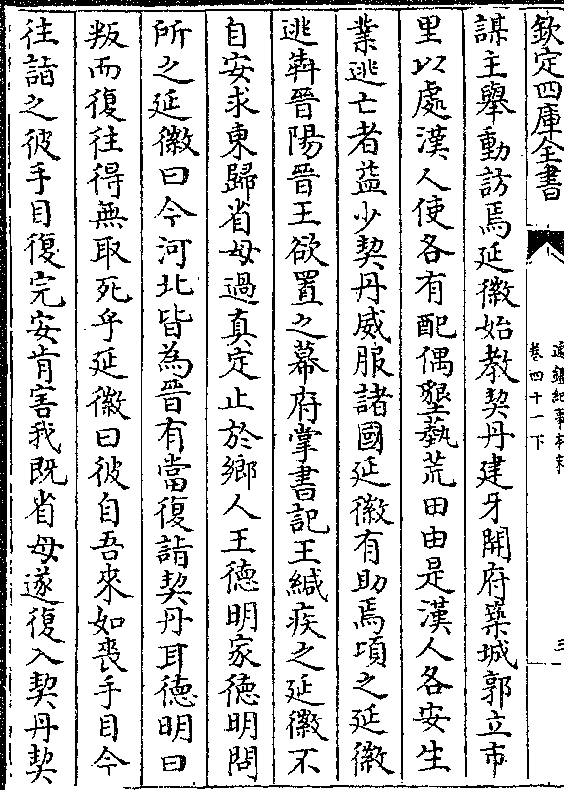 欽定四庫全書
通鑑紀事本末
卷四十一下
三
謀主舉動訪焉延徽始教契丹建牙開府築城郭立市
里以處漢人使各有配偶墾蓺荒田由是漢人各安生
業逃亡者益少契丹威服諸國延徽有助焉頃之延徽
逃犇晉陽晉王欲置之幕府掌書記王緘疾之延徽不
自安求東歸省母過真定止於鄉人王徳明家徳明問
所之延徽曰今河北皆為晉有當復詣契丹耳徳明曰
叛而復往得無取死乎延徽曰彼自吾來如喪手目今
往詣之彼手目復完安肯害我既省母遂復入契丹契